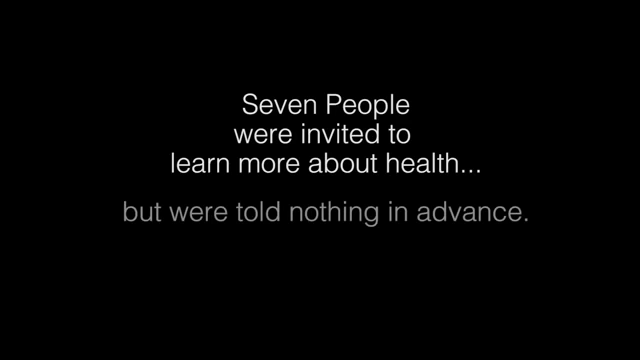 Seven People
were invited to
learn more about health...
but were told nothing in advance.